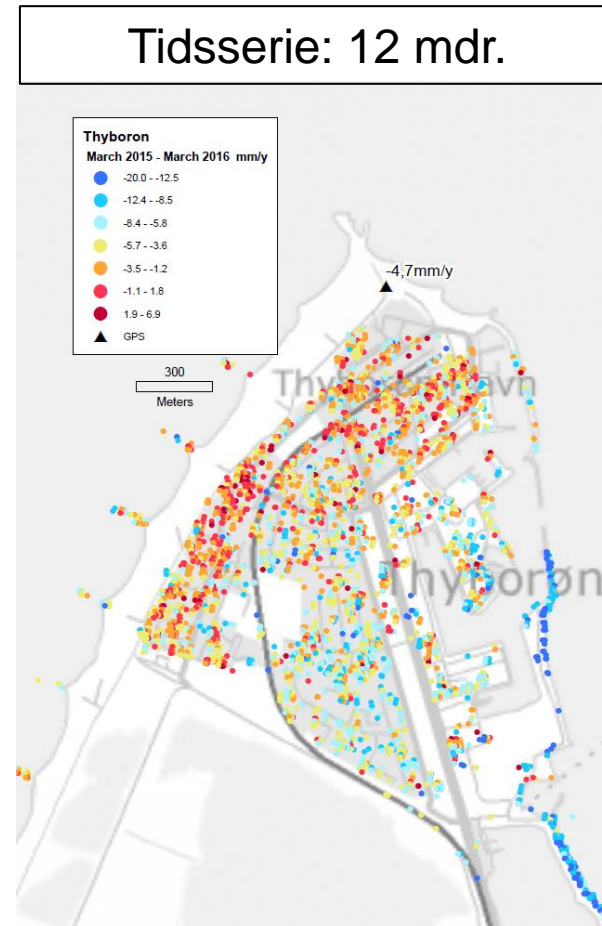 Tidsserie: 12 mdr.
Thyboron
March 2015 - March 2016 mm/y
-20.0 - -12.5
-12.4 - -8.5
-8.4 - -5.8
-5.7 - -3.6
-3.5 - -1.2
-1.1 - 1.8
1.9 - 6.9
GPS
-4,7mm/y
300
Meters
Thyborøn Havn
Thyborøn